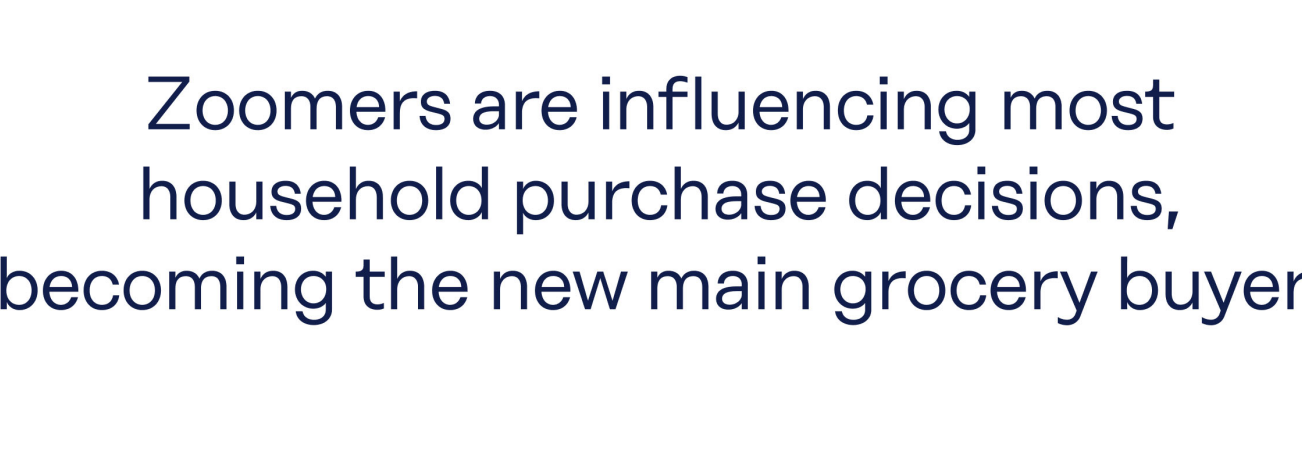 Zoomers are influencing most
household purchase decisions,
becoming the new main grocery buyer